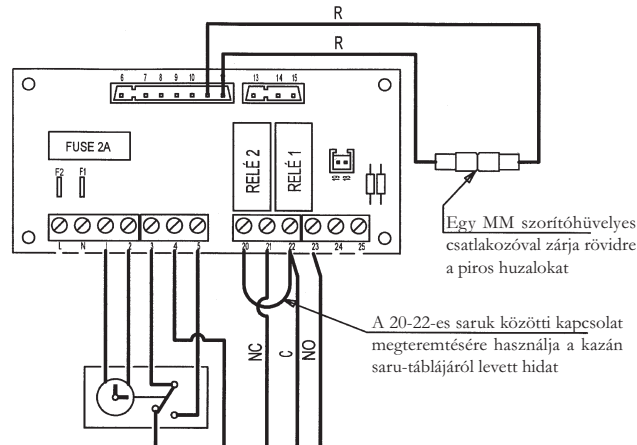 R
R
6 7 8 9 10 11
13 14 15
FUSE 2A
F2 F1
RELÉ 2
RELÉ 1
L N 1 2 3 4 5
20 21 22 23 24 25
NC
C
NO
Egy MM szorítóhüvelyes
csatlakozóval zárja rövidre
a piros huzalokat
A 20-22-es saruk közötti kapcsolat
megteremtésére használja a kazán
saru-táblájáról levett hidat